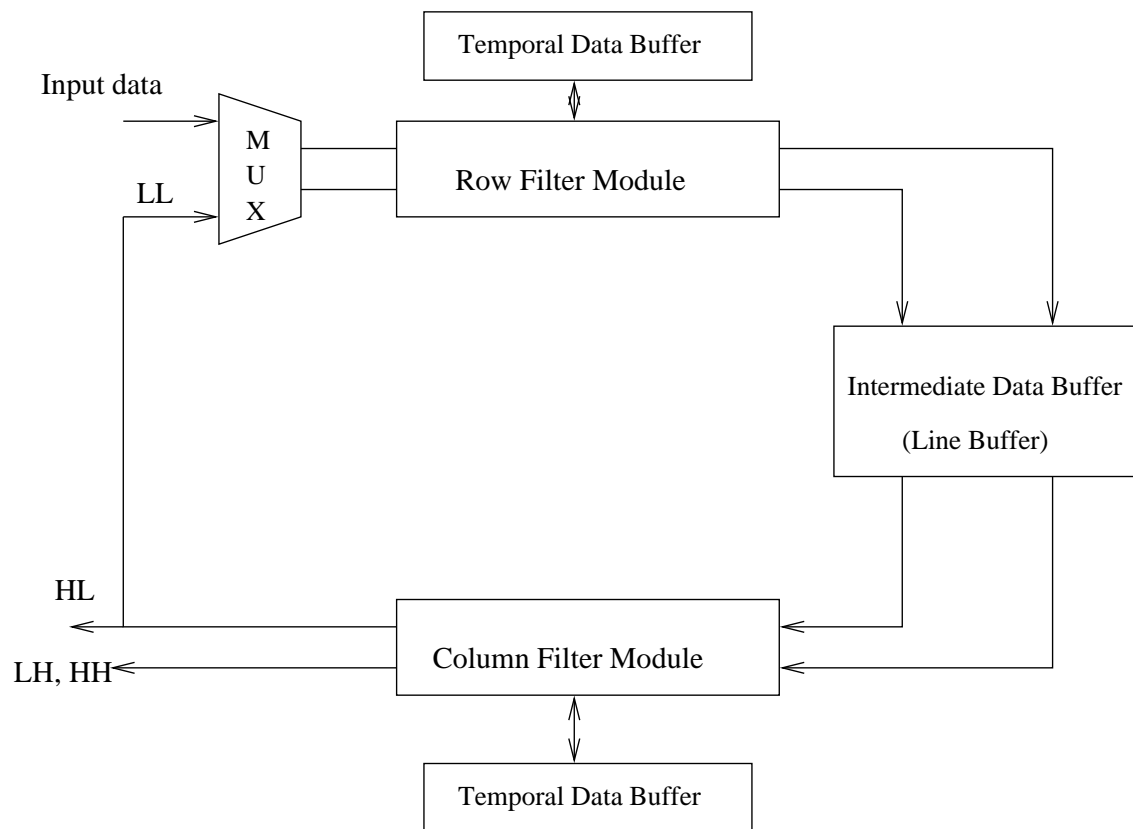 Temporal Data Buffer
Input data
M
U
X
Row Filter Module
LL
Intermediate Data Buffer
(Line Buffer)
HL
Column Filter Module
LH, HH
Temporal Data Buffer